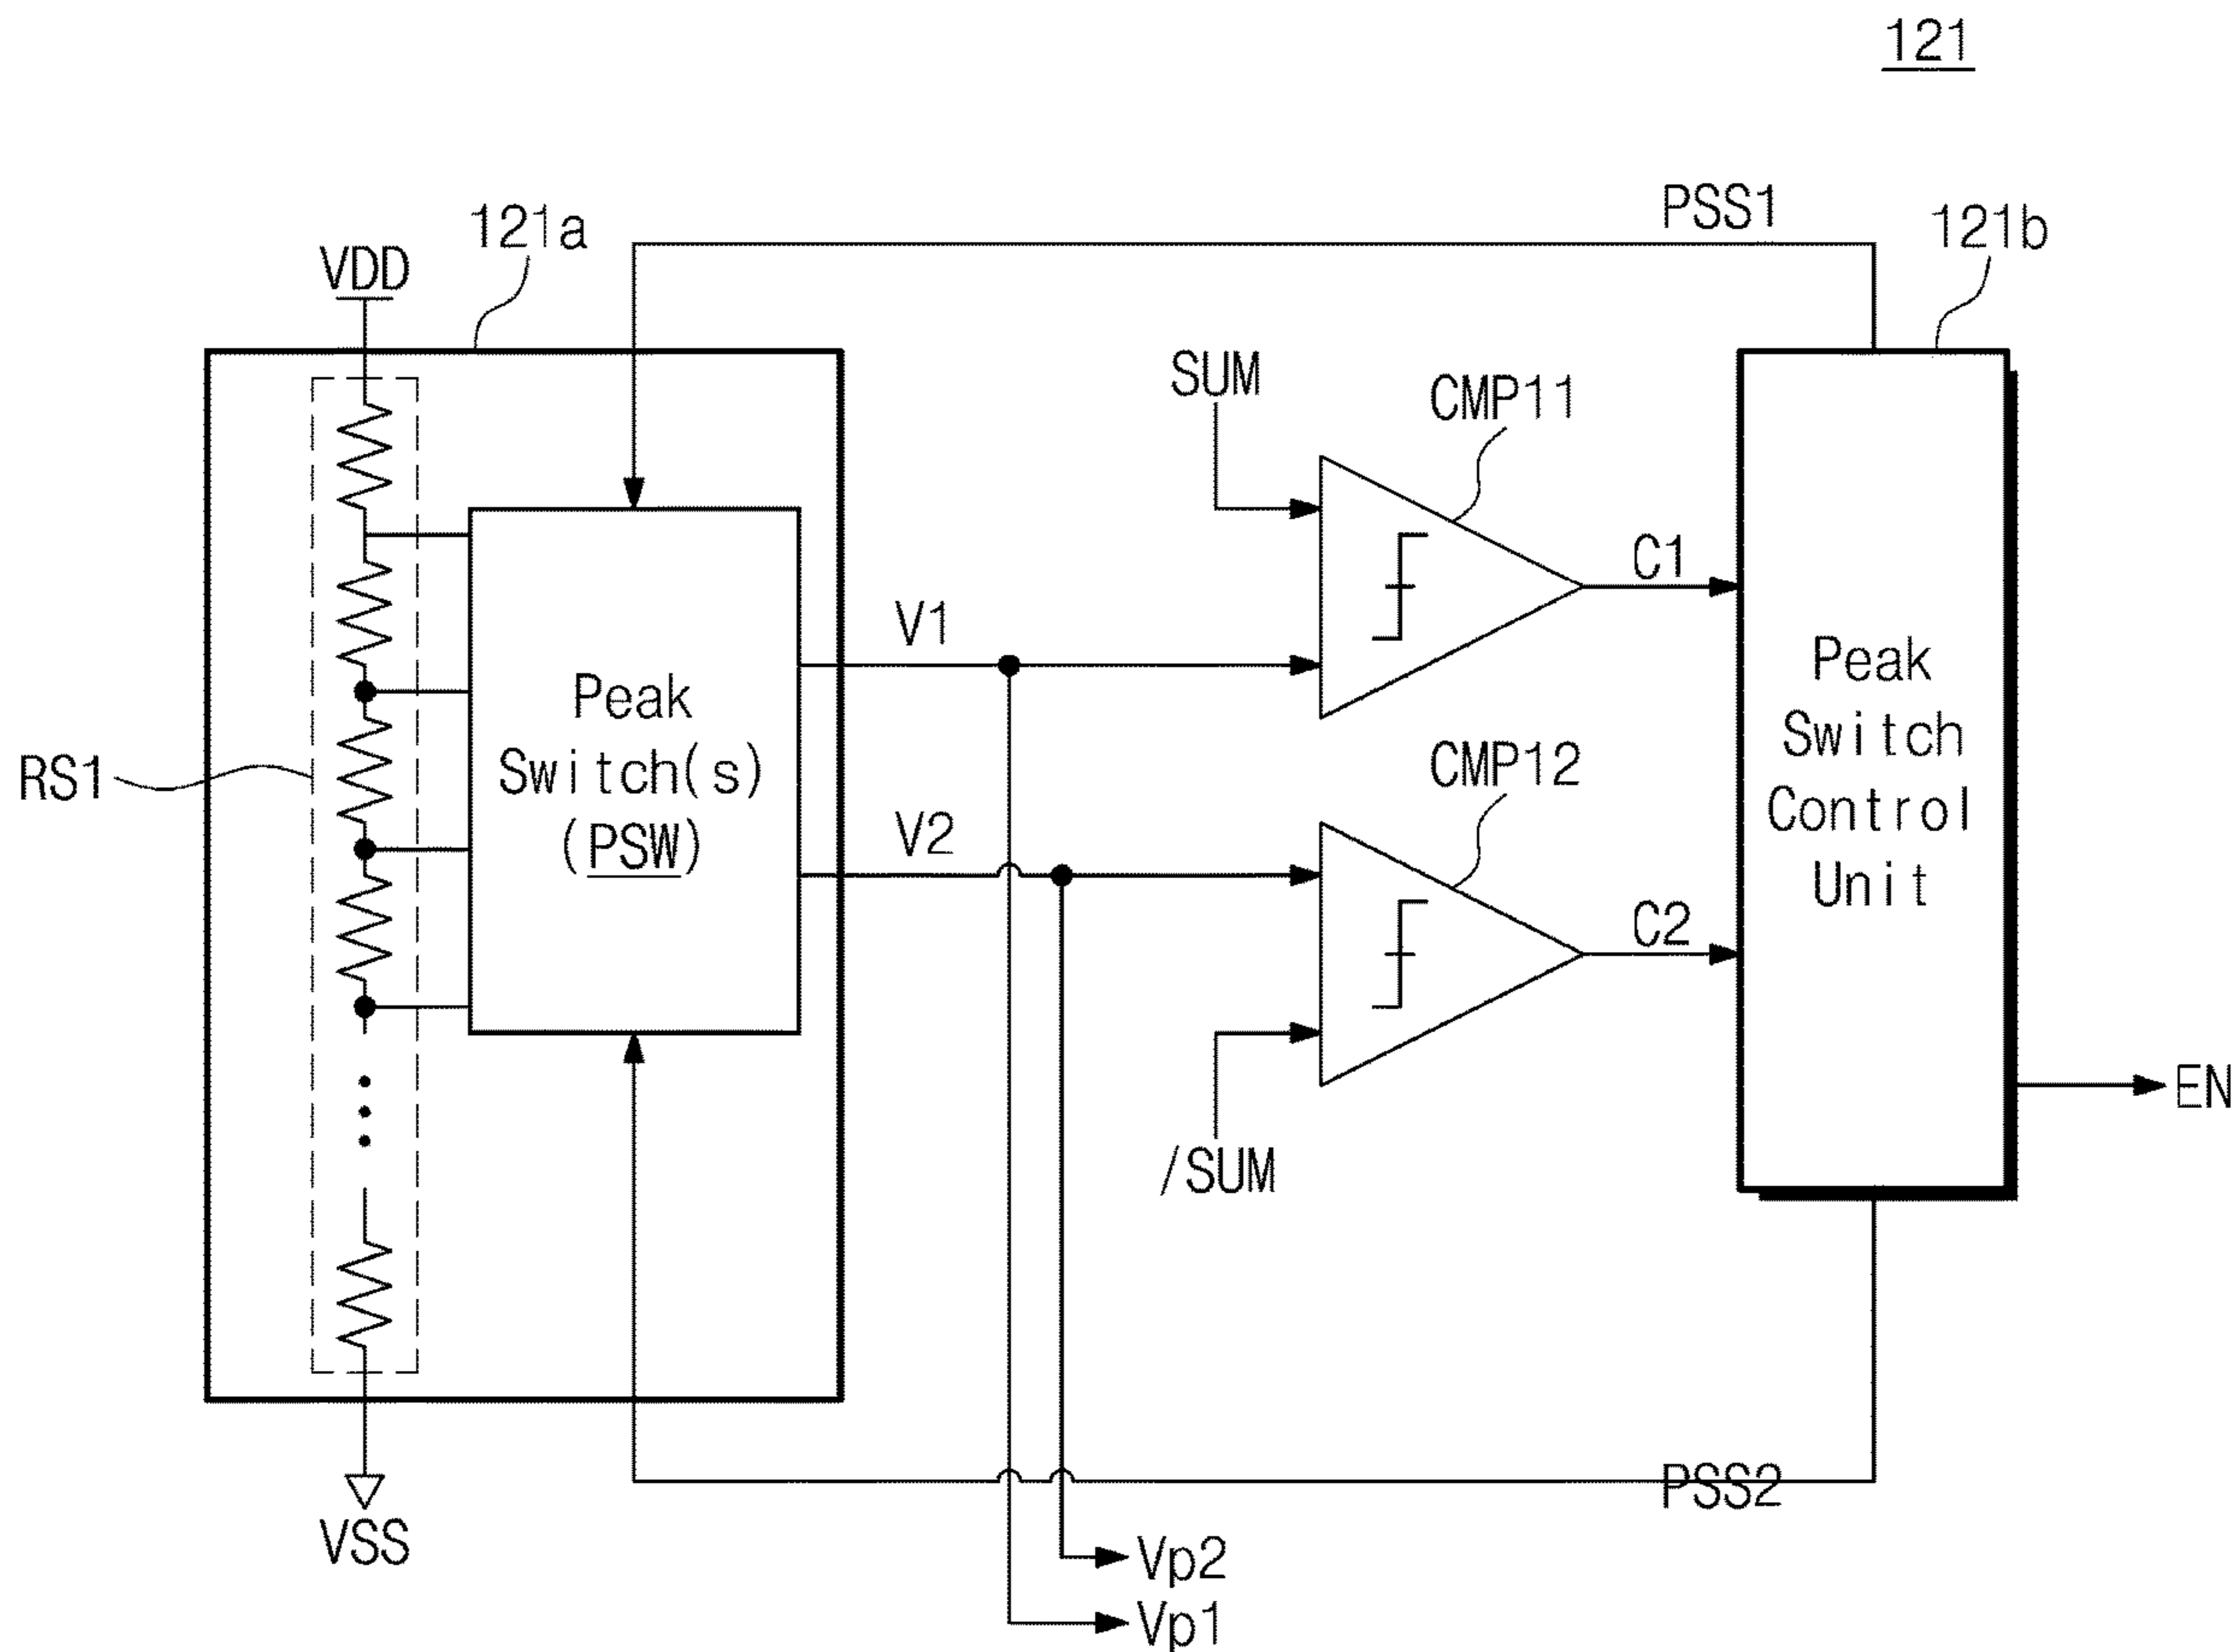 121
PSS1
121a
121b
VDD
SUM
CMP11
C1
V1
Peak
Switch(s)
(PSW)
RS1
Peak
Switch
Control
Unit
CMP12
V2
C2
EN
/SUM
PSS2
VSS
Vp2
Vp1